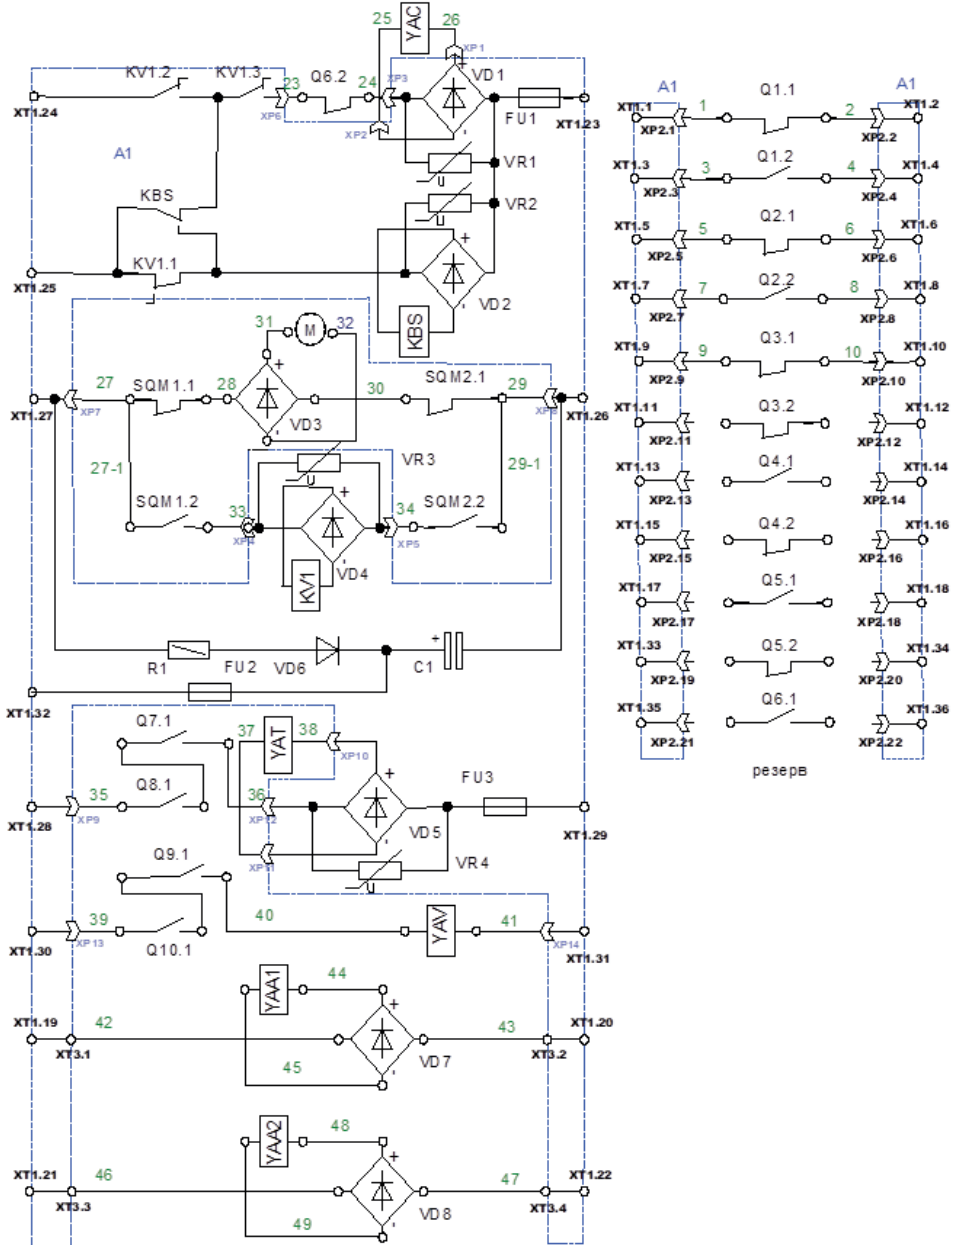 25
26
YAC
XP1
KV1.2
KV1.3
Q6.2
23
24
XP3
VD1
XT1.24
XP6
XP2
FU1
XT1.23
A1
VR1
U
KBS
VR2
U
KV1.1
XT1.25
VD2
KBS
31
32
M
27
SQM1.1
28
30
SQM2.1
29
XT1.27
XP7
VD3
XT1.26
27-1
VR3
29-1
U
SQM1.2
33
34
SQM2.2
XP4
XP5
VD4
KV1
R1
FU2
VD6
C1
XT1.32
Q7.1
37
38
YAT
XP10
35
Q8.1
36
FU3
XT1.28
XP9
XP12
VD5
XT1.29
XP11
VR4
U
Q9.1
39
40
41
YAV
XT1.30
XP13
Q10.1
XP14
XT1.31
YAA1
44
XT1.19
42
43
XT1.20
XT3.1
45
VD7
XT3.2
YAA2
48
XT1.21
46
47
XT1.22
XT3.3
49
VD8
XT3.4
A1
A1
XT1.1
1
Q1.1
2
XT1.2
XP2.1
XP2.2
XT1.3
3
Q1.2
4
XT1.4
XP2.3
XP2.4
XT1.5
5
Q2.1
6
XT1.6
XP2.5
XP2.6
XT1.7
7
Q2.2
8
XT1.8
XP2.7
XP2.8
XT1.9
9
Q3.1
10
XT1.10
XP2.9
XP2.10
XT1.11
Q3.2
XT1.12
XP2.11
XP2.12
XT1.13
Q4.1
XT1.14
XP2.13
XP2.14
XT1.15
Q4.2
XT1.16
XP2.15
XP2.16
XT1.17
Q5.1
XT1.18
XP2.17
XP2.18
XT1.33
Q5.2
XT1.34
XP2.19
XP2.20
XT1.35
Q6.1
XT1.36
XP2.21
XP2.22
резерв